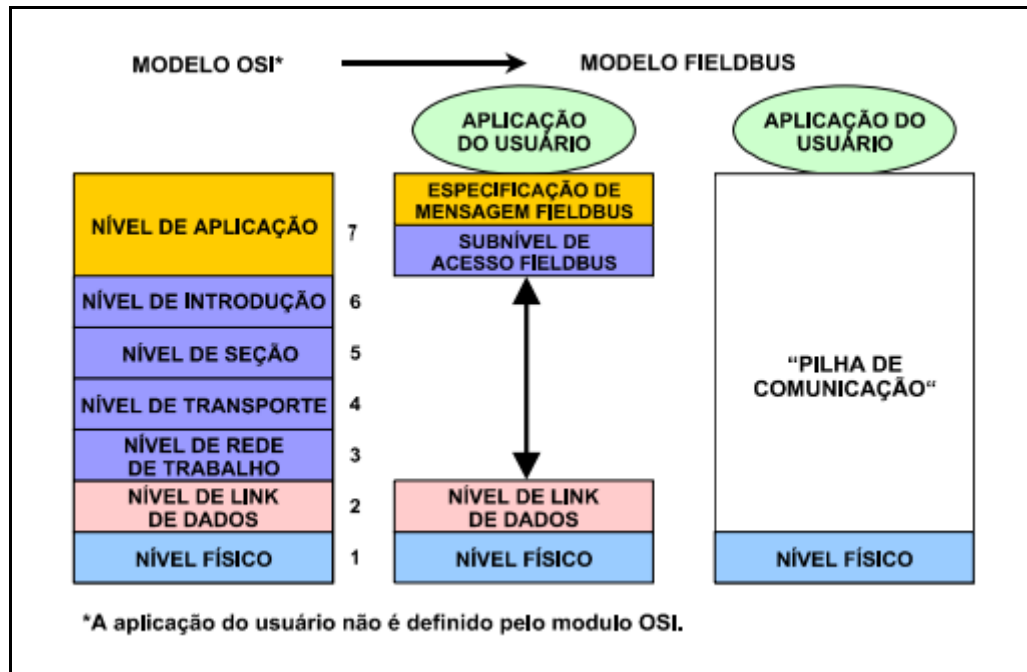 MODELO OSI*
MODELO FIELDBUS
APLICAÇÃO
DO USUÁRIO
APLICAÇÃO DO
USUÁRIO
NÍVEL DE APLICAÇÃO
7
ESPECIFICAÇÃO DE
MENSAGEM FIELDBUS
SUBNÍVEL DE
ACESSO FIELDBUS
NÍVEL DE INTRODUÇÃO
6
NÍVEL DE SEÇÃO
5
NÍVEL DE TRANSPORTE
4
NÍVEL DE REDE
DE TRABALHO
3
NÍVEL DE LINK
DE DADOS
2
NÍVEL DE LINK
DE DADOS
"PILHA DE
COMUNICAÇÃO"
NÍVEL FÍSICO
1
NÍVEL FÍSICO
NÍVEL FÍSICO
*A aplicação do usuário não é definido pelo modulo OSI.